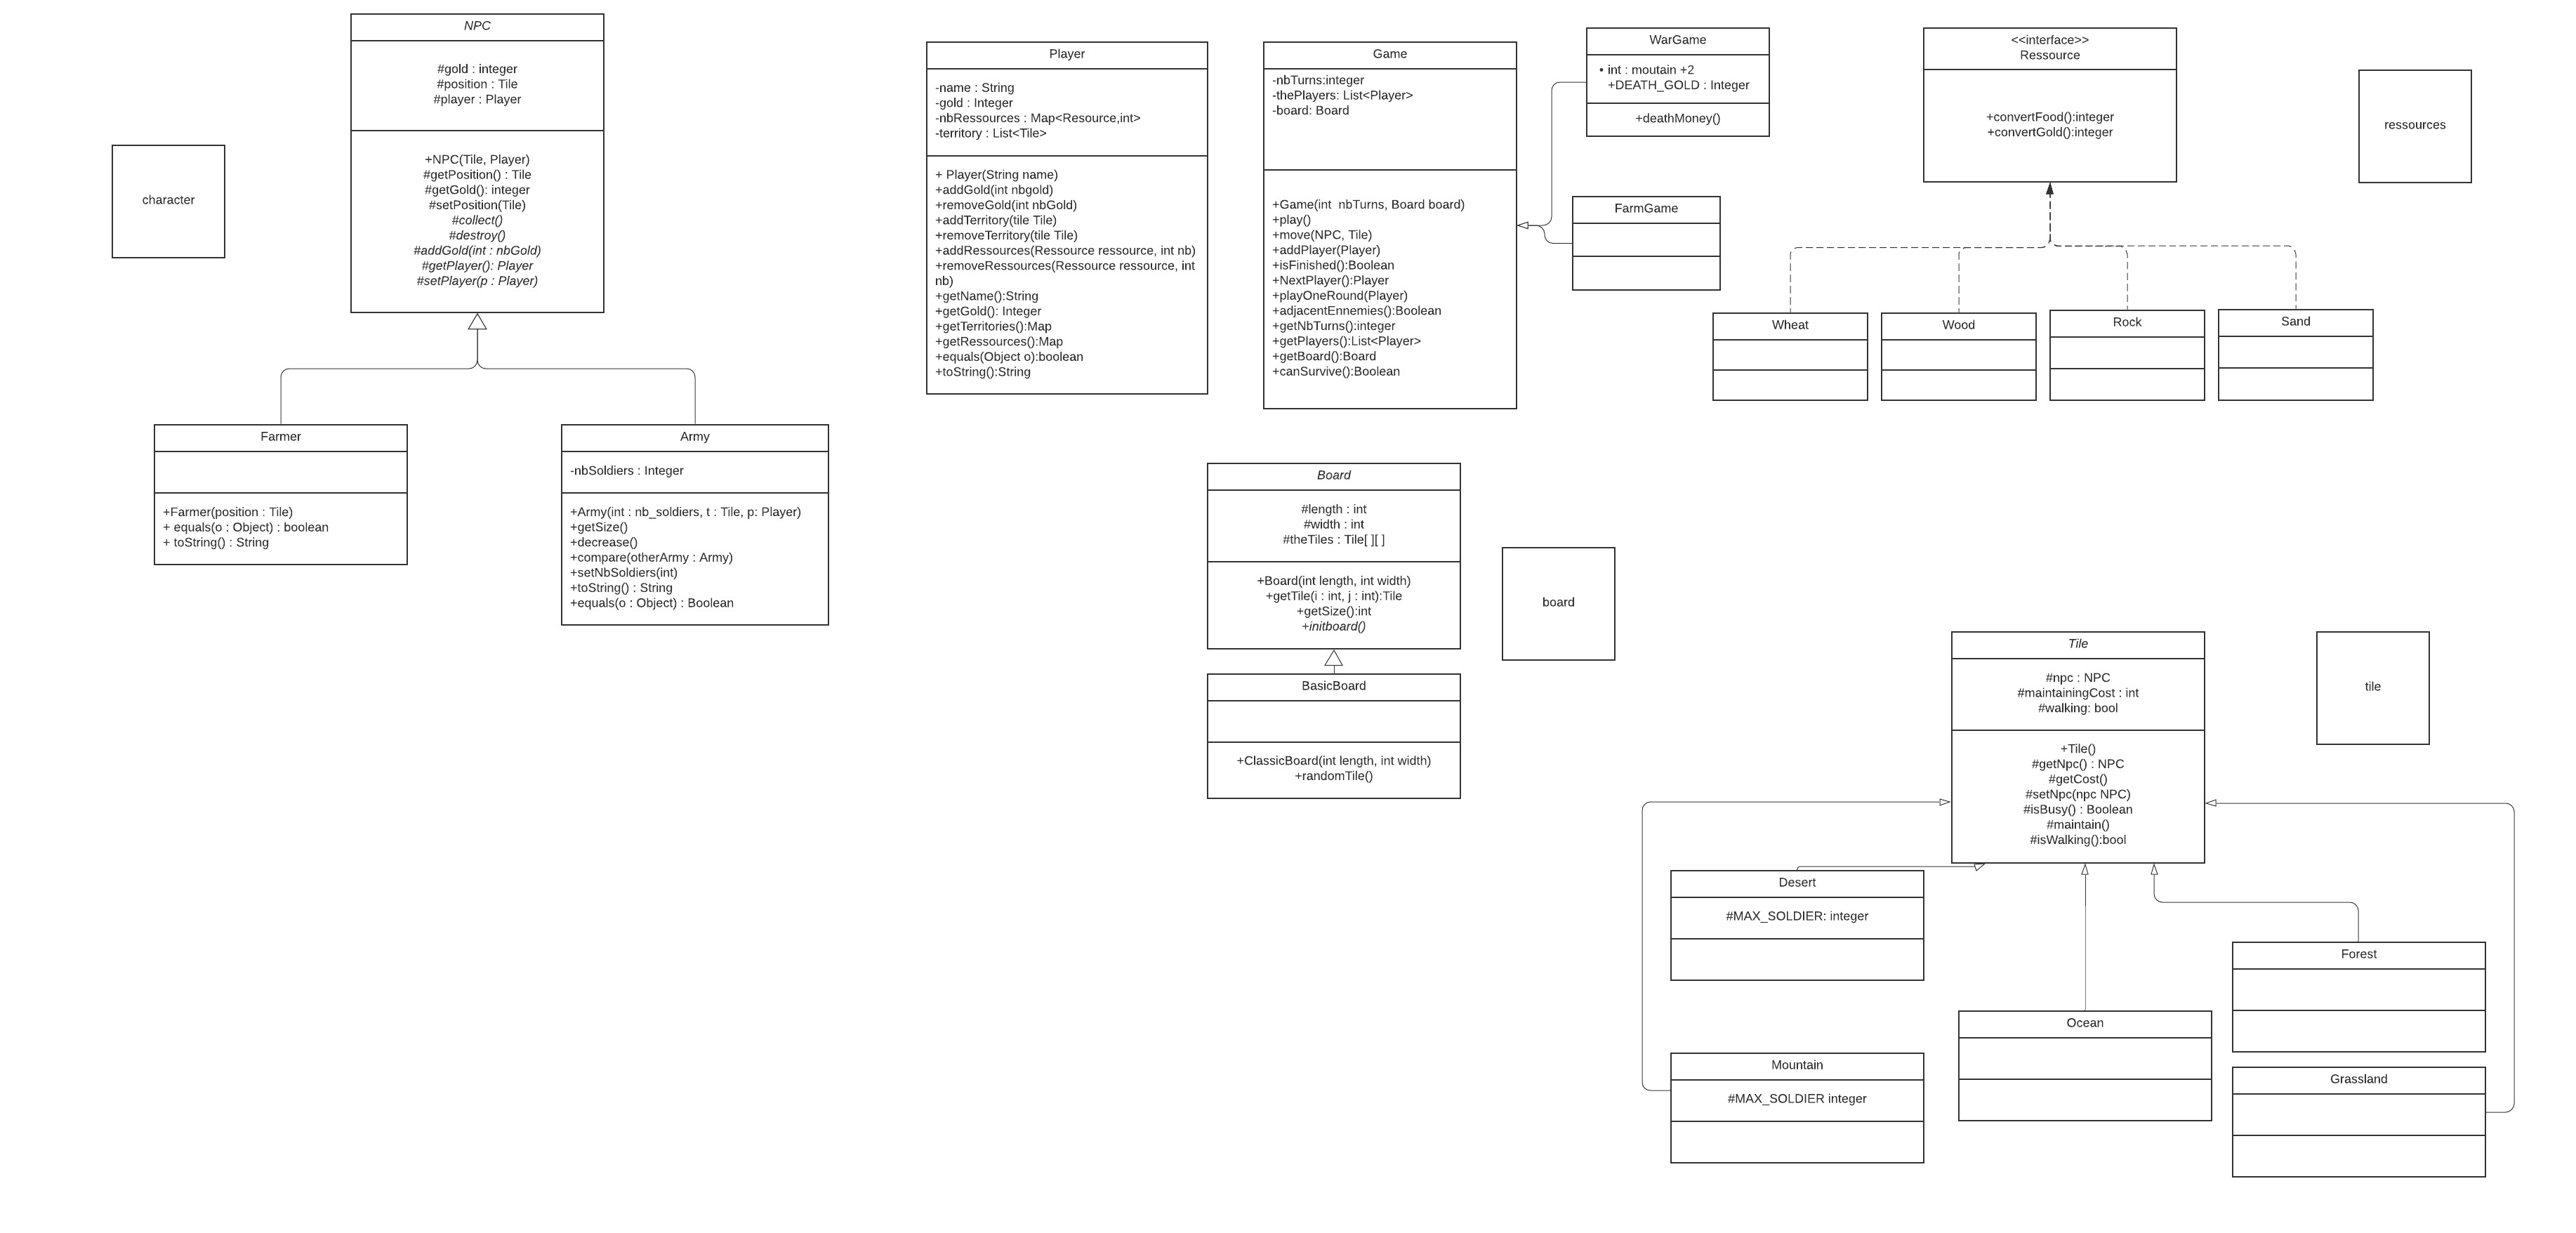 NPC
#gold : integer
#position : Tile
#player : Player
+NPC(Tile, Player)
#getPosition() : Tile
#getGold(): integer
#setPosition(Tile)
#collect()
#destroy()
#addGold(int : nbGold)
#getPlayer(): Player
#setPlayer(p : Player)
character
Farmer
+Farmer(position : Tile)
+ equals(o : Object) : boolean
+ toString() : String
Army
-nbSoldiers : Integer
+Army(int : nb_soldiers, t : Tile, p: Player)
+getSize()
+decrease()
+compare(otherArmy : Army)
+setNbSoldiers(int)
+toString() : String
+equals(o : Object) : Boolean
Player
-name : String
-gold : Integer
-nbRessources : Map<Resource,int>
-territory : List<Tile>
+ Player(String name)
+addGold(int nbgold)
+removeGold(int nbGold)
+addTerritory(tile Tile)
+removeTerritory(tile Tile)
+addRessources(Ressource ressource, int nb)
+removeRessources(Ressource ressource, int
nb)
+getName():String
+getGold(): Integer
+getTerritories():Map
+getRessources():Map
+equals(Object o):boolean
+toString():String
Game
-nbTurns:integer
-thePlayers: List<Player>
-board: Board
+Game(int  nbTurns, Board board)
+play()
+move(NPC, Tile)
+addPlayer(Player)
+isFinished():Boolean
+NextPlayer():Player
+playOneRound(Player)
+adjacentEnnemies():Boolean
+getNbTurns():integer
+getPlayers():List<Player>
+getBoard():Board
+canSurvive():Boolean
WarGame
• int : moutain +2
+DEATH_GOLD : Integer
+deathMoney()
FarmGame
<<interface>>
Ressource
+convertFood():integer
+convertGold():integer
ressources
Wheat
Wood
Rock
Sand
Board
#length : int
#width : int
#theTiles : Tile[ ][ ]
+Board(int length, int width)
+getTile(i : int, j : int):Tile
+getSize():int
+initboard()
board
BasicBoard
+ClassicBoard(int length, int width)
+randomTile()
Tile
#npc : NPC
#maintainingCost : int
#walking: bool
+Tile()
#getNpc() : NPC
#getCost()
#setNpc(npc NPC)
#isBusy() : Boolean
#maintain()
#isWalking():bool
tile
Desert
#MAX_SOLDIER: integer
Mountain
#MAX_SOLDIER integer
Ocean
Forest
Grassland